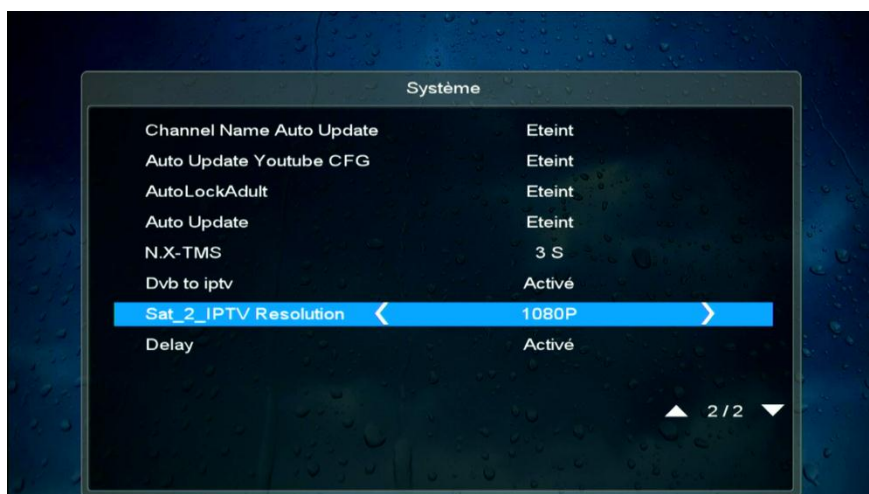 Système
Channel Name Auto Update Eteint
Auto Update Youtube CFG Eteint
AutoLockAdult Eteint
Auto Update Eteint
N.X-TMS 3 S
Dvb to iptv Activé
Sat_2_IPTV Resolution 1080P
Delay Activé
2/2